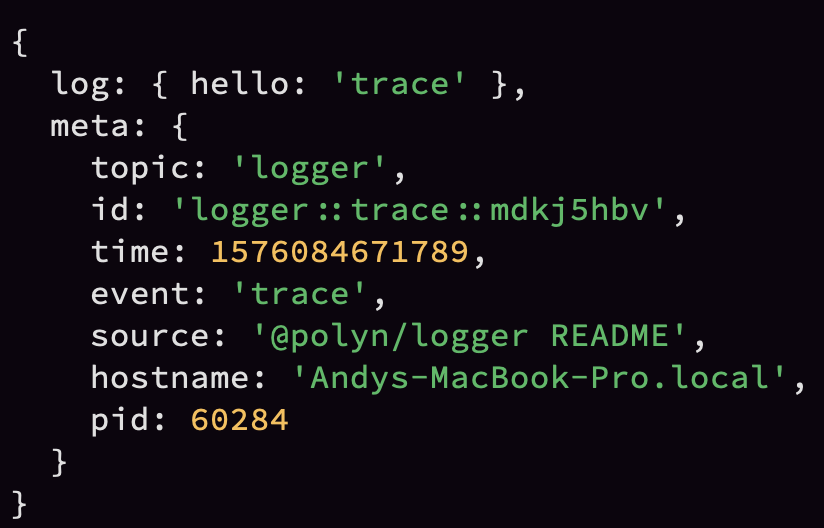 {
  log: { hello: 'trace' },
  meta: {
    topic: 'logger',
    id: 'logger::trace::mdkj5hbv',
    time: 1576084671789,
    event: 'trace',
    source: '@polyn/logger README',
    hostname: 'Andys-MacBook-Pro.local',
    pid: 60284
  }
}